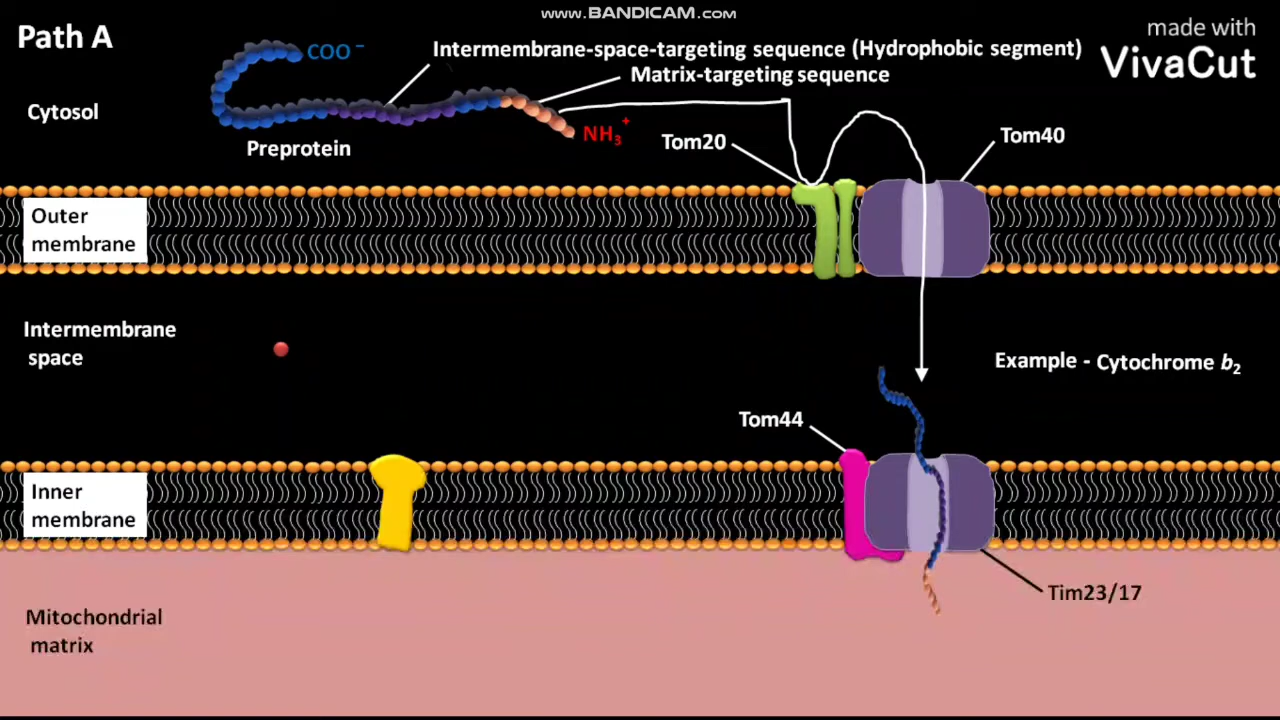 www.BANDICAM.com
made with
VivaCut
Path A
COO⁻
Intermembrane-space-targeting sequence (Hydrophobic segment)
Matrix-targeting sequence
Cytosol
NH₃⁺
Preprotein
Tom20
Tom40
Outer
membrane
Intermembrane
space
Example - Cytochrome b₂
Tom44
Inner
membrane
Tim23/17
Mitochondrial
matrix